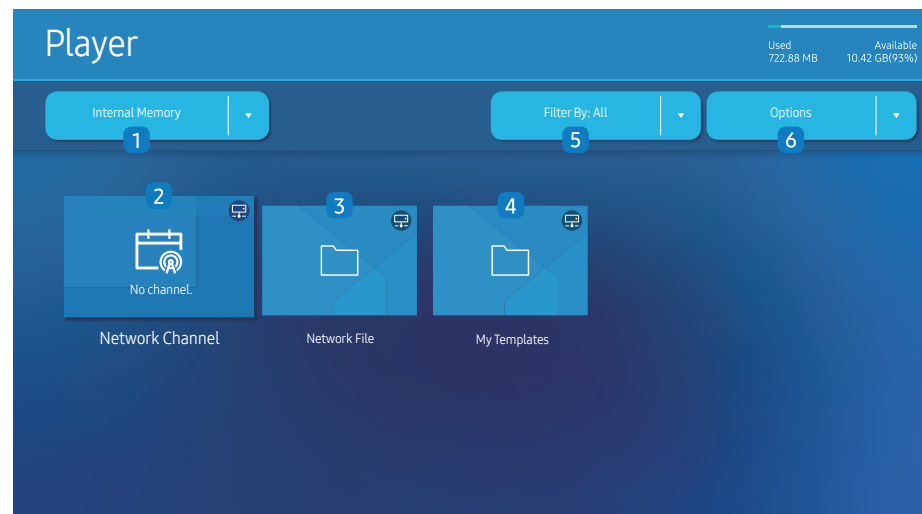 Player
Used Available
722.88 MB 10.42 GB(93%)
Internal Memory
Filter By: All
Options
1
5
6
2
3
4
No channel.
Network Channel
Network File
My Templates